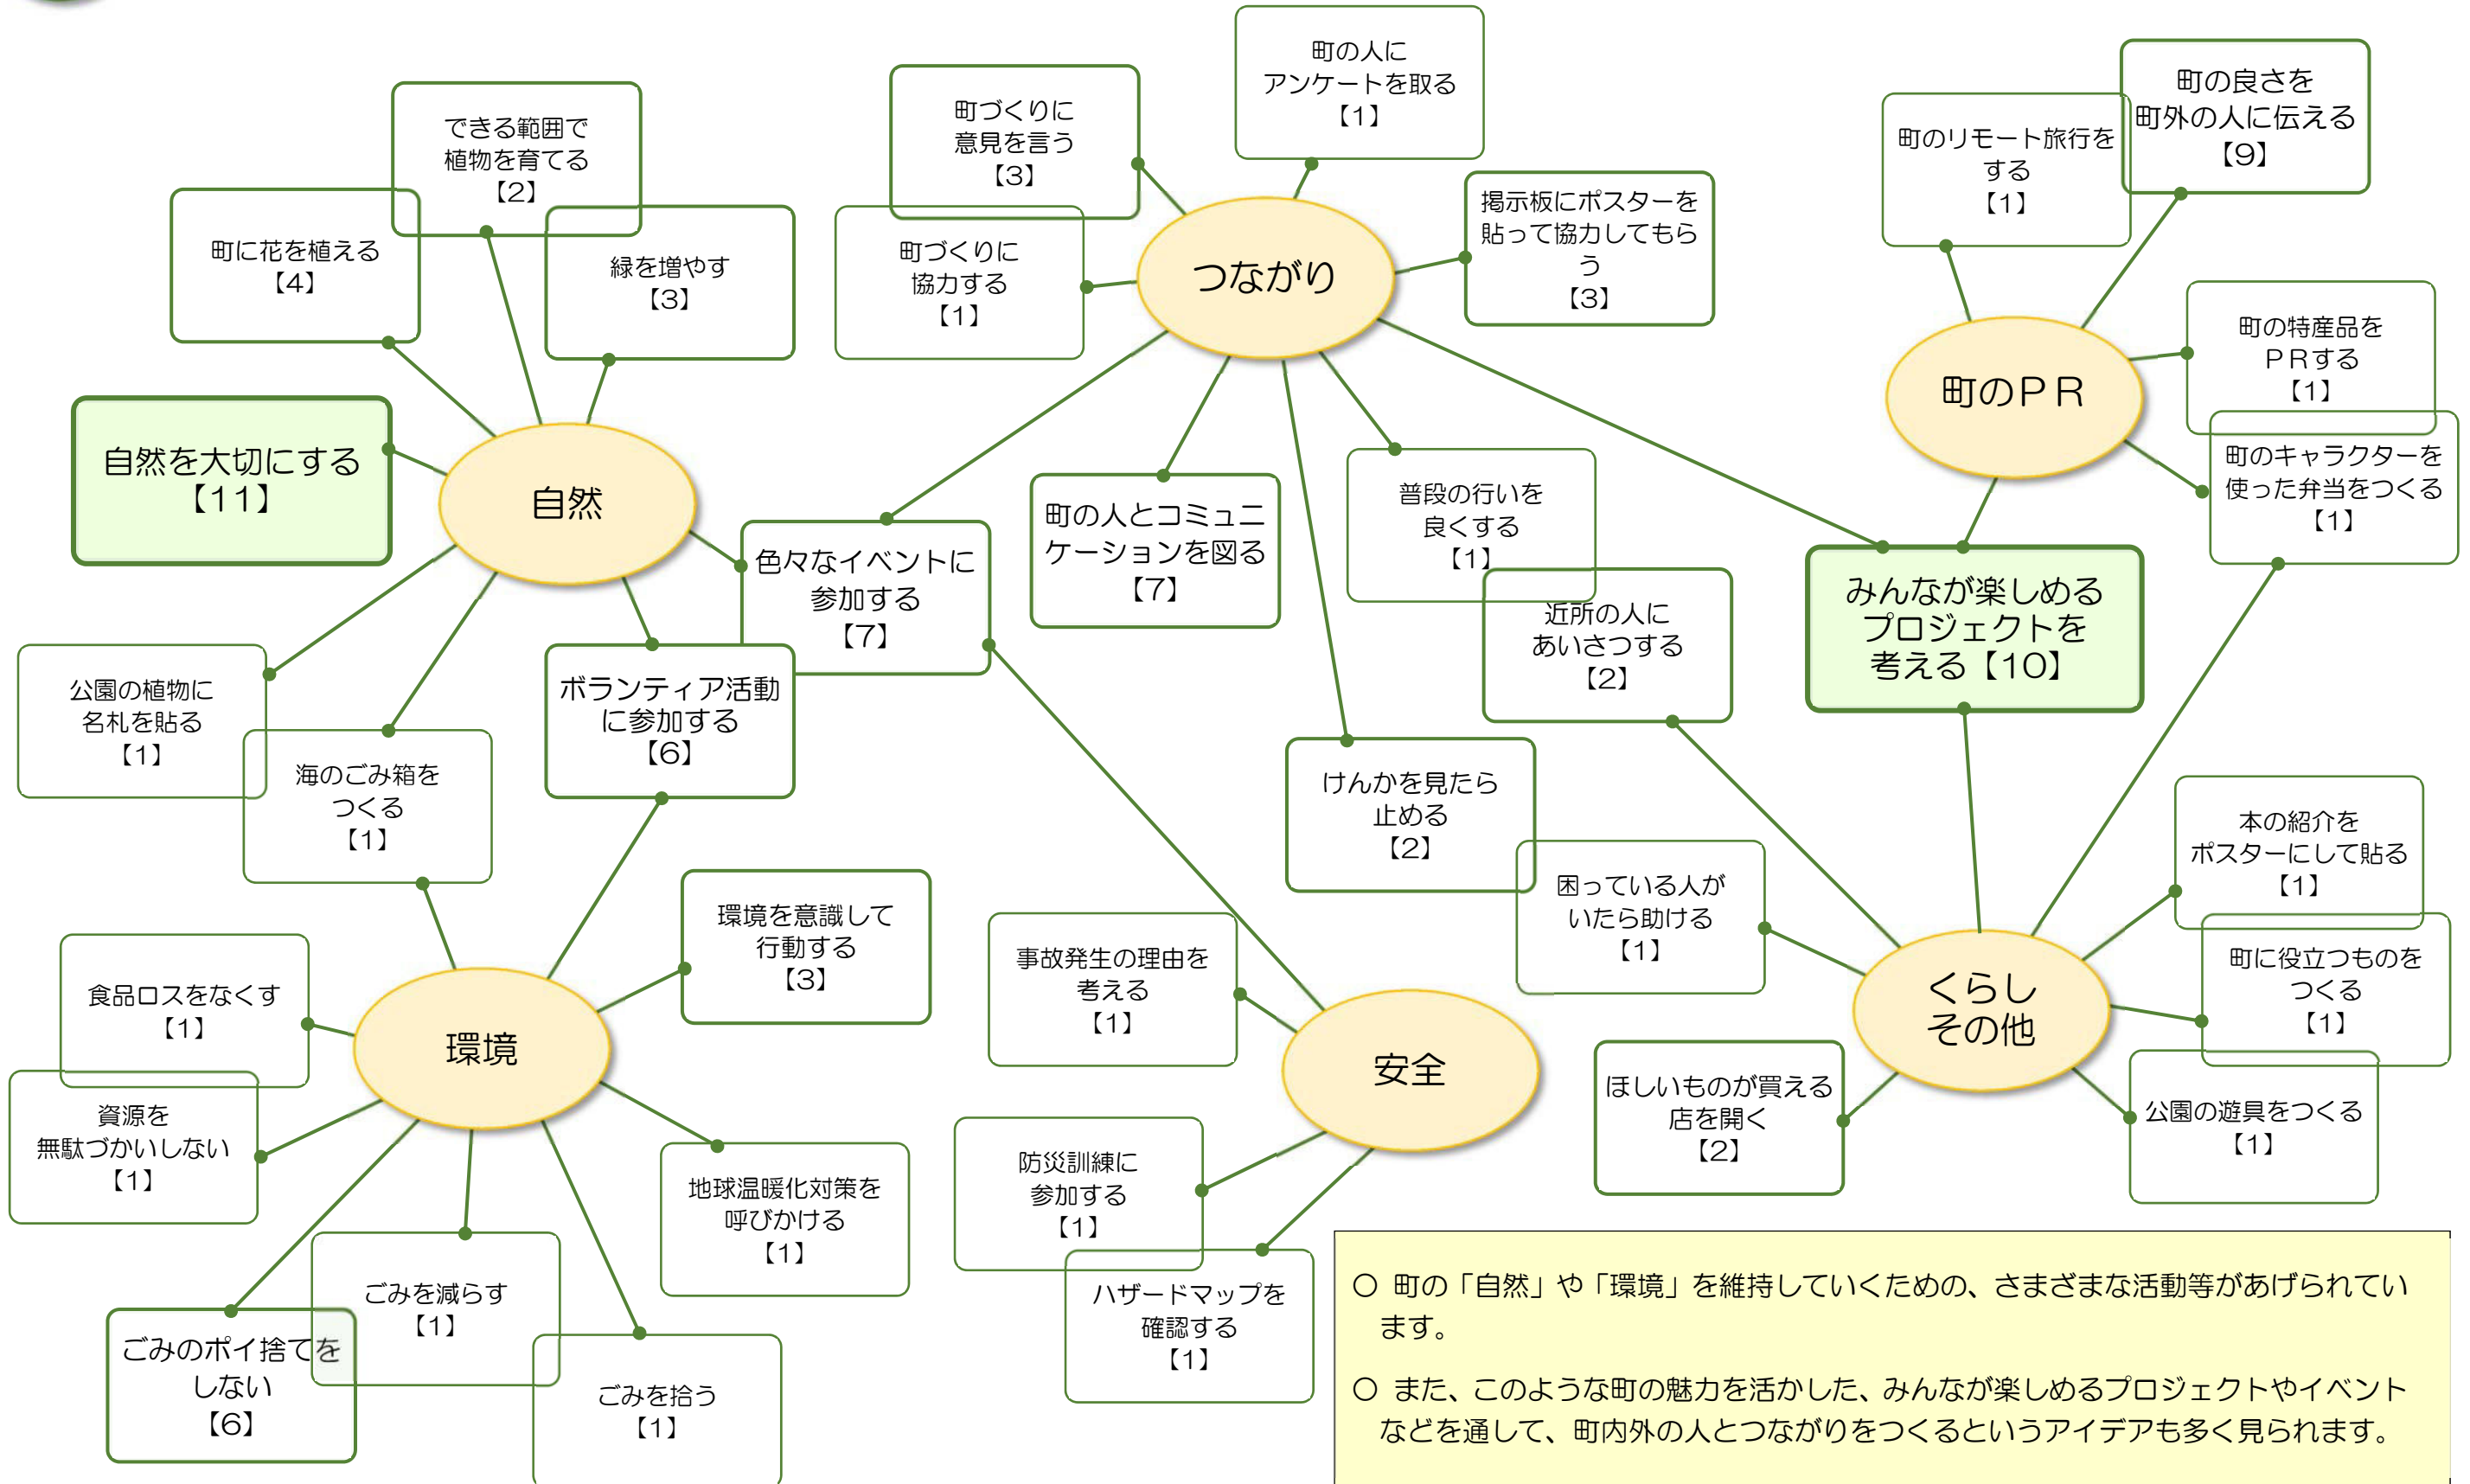 町の人に
アンケートを取る
【1】
町づくりに
意見を言う
【3】
町の良さを
町外の人に伝える
【9】
できる範囲で
植物を育てる
【2】
町のリモート旅行を
する
【1】
掲示板にポスターを
貼って協力してもら
う
【3】
町に花を植える
【4】
緑を増やす
【3】
町づくりに
協力する
【1】
つながり
町の特産品を
ＰＲする
【1】
町のＰＲ
自然を大切にする
【11】
自然
町のキャラクターを
使った弁当をつくる
【1】
色々なイベントに
参加する
【7】
町の人とコミュニ
ケーションを図る
【7】
普段の行いを
良くする
【1】
近所の人に
あいさつする
【2】
みんなが楽しめる
プロジェクトを
考える【10】
公園の植物に
名札を貼る
【1】
ボランティア活動
に参加する
【6】
海のごみ箱を
つくる
【1】
けんかを見たら
止める
【2】
本の紹介を
ポスターにして貼る
【1】
困っている人が
いたら助ける
【1】
環境を意識して
行動する
【3】
事故発生の理由を
考える
【1】
町に役立つものを
つくる
【1】
食品ロスをなくす
【1】
環境
安全
くらし
その他
ほしいものが買える
店を開く
【2】
公園の遊具をつくる
【1】
資源を
無駄づかいしない
【1】
地球温暖化対策を
呼びかける
【1】
防災訓練に
参加する
【1】
ごみを減らす
【1】
ハザードマップを
確認する
【1】
ごみのポイ捨てを
しない
【6】
ごみを拾う
【1】
○ 町の「自然」や「環境」を維持していくための、さまざまな活動等があげられてい
ます。
○ また、このような町の魅力を活かした、みんなが楽しめるプロジェクトやイベント
などを通して、町内外の人とつながりをつくるというアイデアも多く見られます。